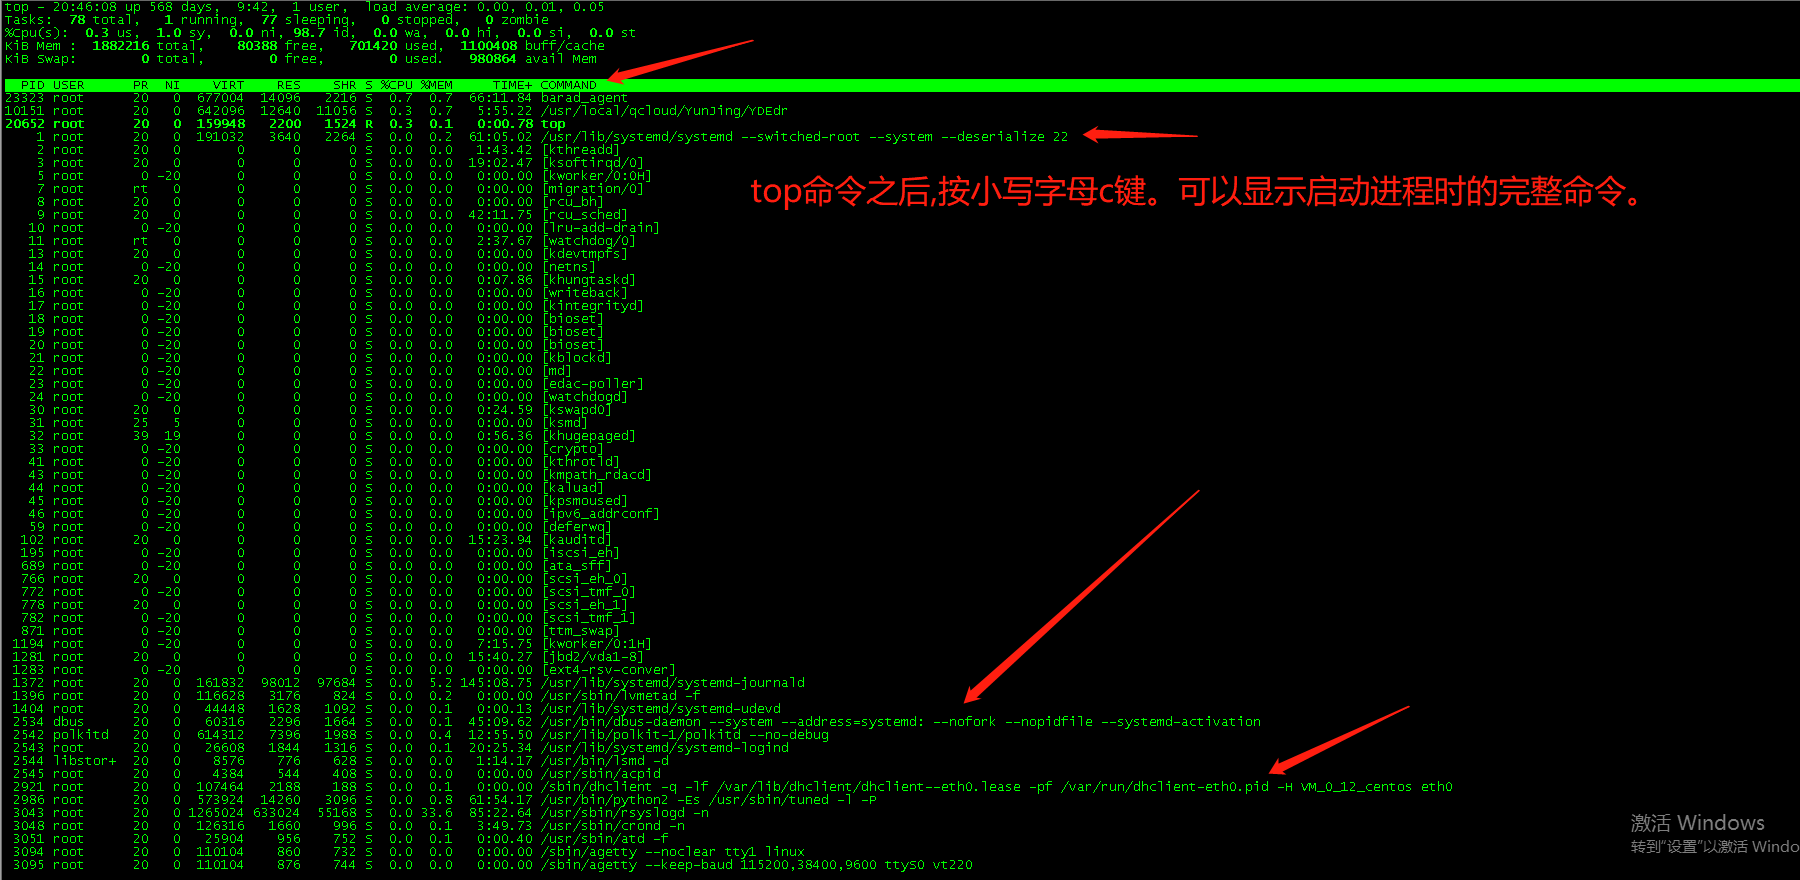 top - 20:46:08 up 568 days,  9:42,  1 user,  load average: 0.00, 0.01, 0.05
Tasks:  78 total,   1 running,  77 sleeping,   0 stopped,   0 zombie
%Cpu(s):  0.3 us,  1.0 sy,  0.0 ni, 98.7 id,  0.0 wa,  0.0 hi,  0.0 si,  0.0 st
KiB Mem :  1882216 total,    80388 free,   701420 used,  1100408 buff/cache
KiB Swap:        0 total,        0 free,        0 used.   980864 avail Mem
PID USER      PR  NI    VIRT    RES    SHR S %CPU %MEM     TIME+ COMMAND
23323 root      20   0  677004  14096   2216 S  0.7  0.7  66:11.84 barad_agent
10151 root      20   0  642096  12640  11056 S  0.3  0.7   5:55.22 /usr/local/qcloud/YunJing/YDEdr
20652 root      20   0  159948   2200   1524 R  0.3  0.1   0:00.78 top
1 root      20   0  191032   3640   2264 S  0.0  0.2  61:05.02 /usr/lib/systemd/systemd --switched-root --system --deserialize 22
2 root      20   0       0      0      0 S  0.0  0.0   1:43.42 [kthreadd]
3 root      20   0       0      0      0 S  0.0  0.0  19:02.47 [ksoftirqd/0]
5 root       0 -20       0      0      0 S  0.0  0.0   0:00.00 [kworker/0:0H]
7 root      rt   0       0      0      0 S  0.0  0.0   0:00.00 [migration/0]
top命令之后,按小写字母c键。可以显示启动进程时的完整命令。
8 root      20   0       0      0      0 S  0.0  0.0   0:00.00 [rcu_bh]
9 root      20   0       0      0      0 S  0.0  0.0  42:11.75 [rcu_sched]
10 root       0 -20       0      0      0 S  0.0  0.0   0:00.00 [lru-add-drain]
11 root      rt   0       0      0      0 S  0.0  0.0   2:37.67 [watchdog/0]
13 root      20   0       0      0      0 S  0.0  0.0   0:00.00 [kdevtmpfs]
14 root       0 -20       0      0      0 S  0.0  0.0   0:00.00 [netns]
15 root      20   0       0      0      0 S  0.0  0.0   0:07.86 [khungtaskd]
16 root       0 -20       0      0      0 S  0.0  0.0   0:00.00 [writeback]
17 root       0 -20       0      0      0 S  0.0  0.0   0:00.00 [kintegrityd]
18 root       0 -20       0      0      0 S  0.0  0.0   0:00.00 [bioset]
19 root       0 -20       0      0      0 S  0.0  0.0   0:00.00 [bioset]
20 root       0 -20       0      0      0 S  0.0  0.0   0:00.00 [bioset]
21 root       0 -20       0      0      0 S  0.0  0.0   0:00.00 [kblockd]
22 root       0 -20       0      0      0 S  0.0  0.0   0:00.00 [md]
23 root       0 -20       0      0      0 S  0.0  0.0   0:00.00 [edac-poller]
24 root       0 -20       0      0      0 S  0.0  0.0   0:00.00 [watchdogd]
30 root      20   0       0      0      0 S  0.0  0.0   0:24.59 [kswapd0]
31 root      25   5       0      0      0 S  0.0  0.0   0:00.00 [ksmd]
32 root      39  19       0      0      0 S  0.0  0.0   0:56.36 [khugepaged]
33 root       0 -20       0      0      0 S  0.0  0.0   0:00.00 [crypto]
41 root       0 -20       0      0      0 S  0.0  0.0   0:00.00 [kthrotld]
43 root       0 -20       0      0      0 S  0.0  0.0   0:00.00 [kmpath_rdacd]
44 root       0 -20       0      0      0 S  0.0  0.0   0:00.00 [kaluad]
45 root       0 -20       0      0      0 S  0.0  0.0   0:00.00 [kpsmoused]
46 root       0 -20       0      0      0 S  0.0  0.0   0:00.00 [ipv6_addrconf]
59 root       0 -20       0      0      0 S  0.0  0.0   0:00.00 [deferwq]
102 root      20   0       0      0      0 S  0.0  0.0  15:23.94 [kauditd]
195 root       0 -20       0      0      0 S  0.0  0.0   0:00.00 [iscsi_eh]
689 root       0 -20       0      0      0 S  0.0  0.0   0:00.00 [ata_sff]
766 root      20   0       0      0      0 S  0.0  0.0   0:00.00 [scsi_eh_0]
772 root       0 -20       0      0      0 S  0.0  0.0   0:00.00 [scsi_tmf_0]
778 root      20   0       0      0      0 S  0.0  0.0   0:00.00 [scsi_eh_1]
782 root       0 -20       0      0      0 S  0.0  0.0   0:00.00 [scsi_tmf_1]
871 root       0 -20       0      0      0 S  0.0  0.0   0:00.00 [ttm_swap]
1194 root       0 -20       0      0      0 S  0.0  0.0   7:15.75 [kworker/0:1H]
1281 root      20   0       0      0      0 S  0.0  0.0  15:40.27 [jbd2/vda1-8]
1283 root       0 -20       0      0      0 S  0.0  0.0   0:00.00 [ext4-rsv-conver]
1372 root      20   0  161832  98012  97684 S  0.0  5.2 145:08.75 /usr/lib/systemd/systemd-journald
1396 root      20   0  116628   3176    824 S  0.0  0.2   0:00.00 /usr/sbin/lvmetad -f
1404 root      20   0   44448   1628   1092 S  0.0  0.1   0:00.13 /usr/lib/systemd/systemd-udevd
2534 dbus      20   0   60316   2296   1664 S  0.0  0.1  45:09.62 /usr/bin/dbus-daemon --system --address=systemd: --nofork --nopidfile --systemd-activation
2542 polkitd   20   0  614312   7396   1988 S  0.0  0.4  12:55.50 /usr/lib/polkit-1/polkitd --no-debug
2543 root      20   0   26608   1844   1316 S  0.0  0.1  20:25.34 /usr/lib/systemd/systemd-logind
2544 libstor+  20   0    8576    776    628 S  0.0  0.0   1:14.17 /usr/bin/lsmd -d
2545 root      20   0    4384    544    408 S  0.0  0.0   0:00.00 /usr/sbin/acpid
2921 root      20   0  107464   2188    188 S  0.0  0.1   0:00.00 /sbin/dhclient -q -lf /var/lib/dhclient/dhclient--eth0.lease -pf /var/run/dhclient-eth0.pid -H VM_0_12_centos eth0
2986 root      20   0  573924  14260   3096 S  0.0  0.8  61:54.17 /usr/bin/python2 -Es /usr/sbin/tuned -l -P
3043 root      20   0 1265024 633024  55168 S  0.0 33.6  85:22.64 /usr/sbin/rsyslogd -n
3048 root      20   0  126316   1660    996 S  0.0  0.1   3:49.73 /usr/sbin/crond -n
3051 root      20   0   25904    956    752 S  0.0  0.1   0:00.40 /usr/sbin/atd -f
3094 root      20   0  110104    860    732 S  0.0  0.0   0:00.00 /sbin/agetty --noclear tty1 linux
3095 root      20   0  110104    876    744 S  0.0  0.0   0:00.00 /sbin/agetty --keep-baud 115200,38400,9600 ttyS0 vt220
激活 Windows
转到"设置"以激活 Windo